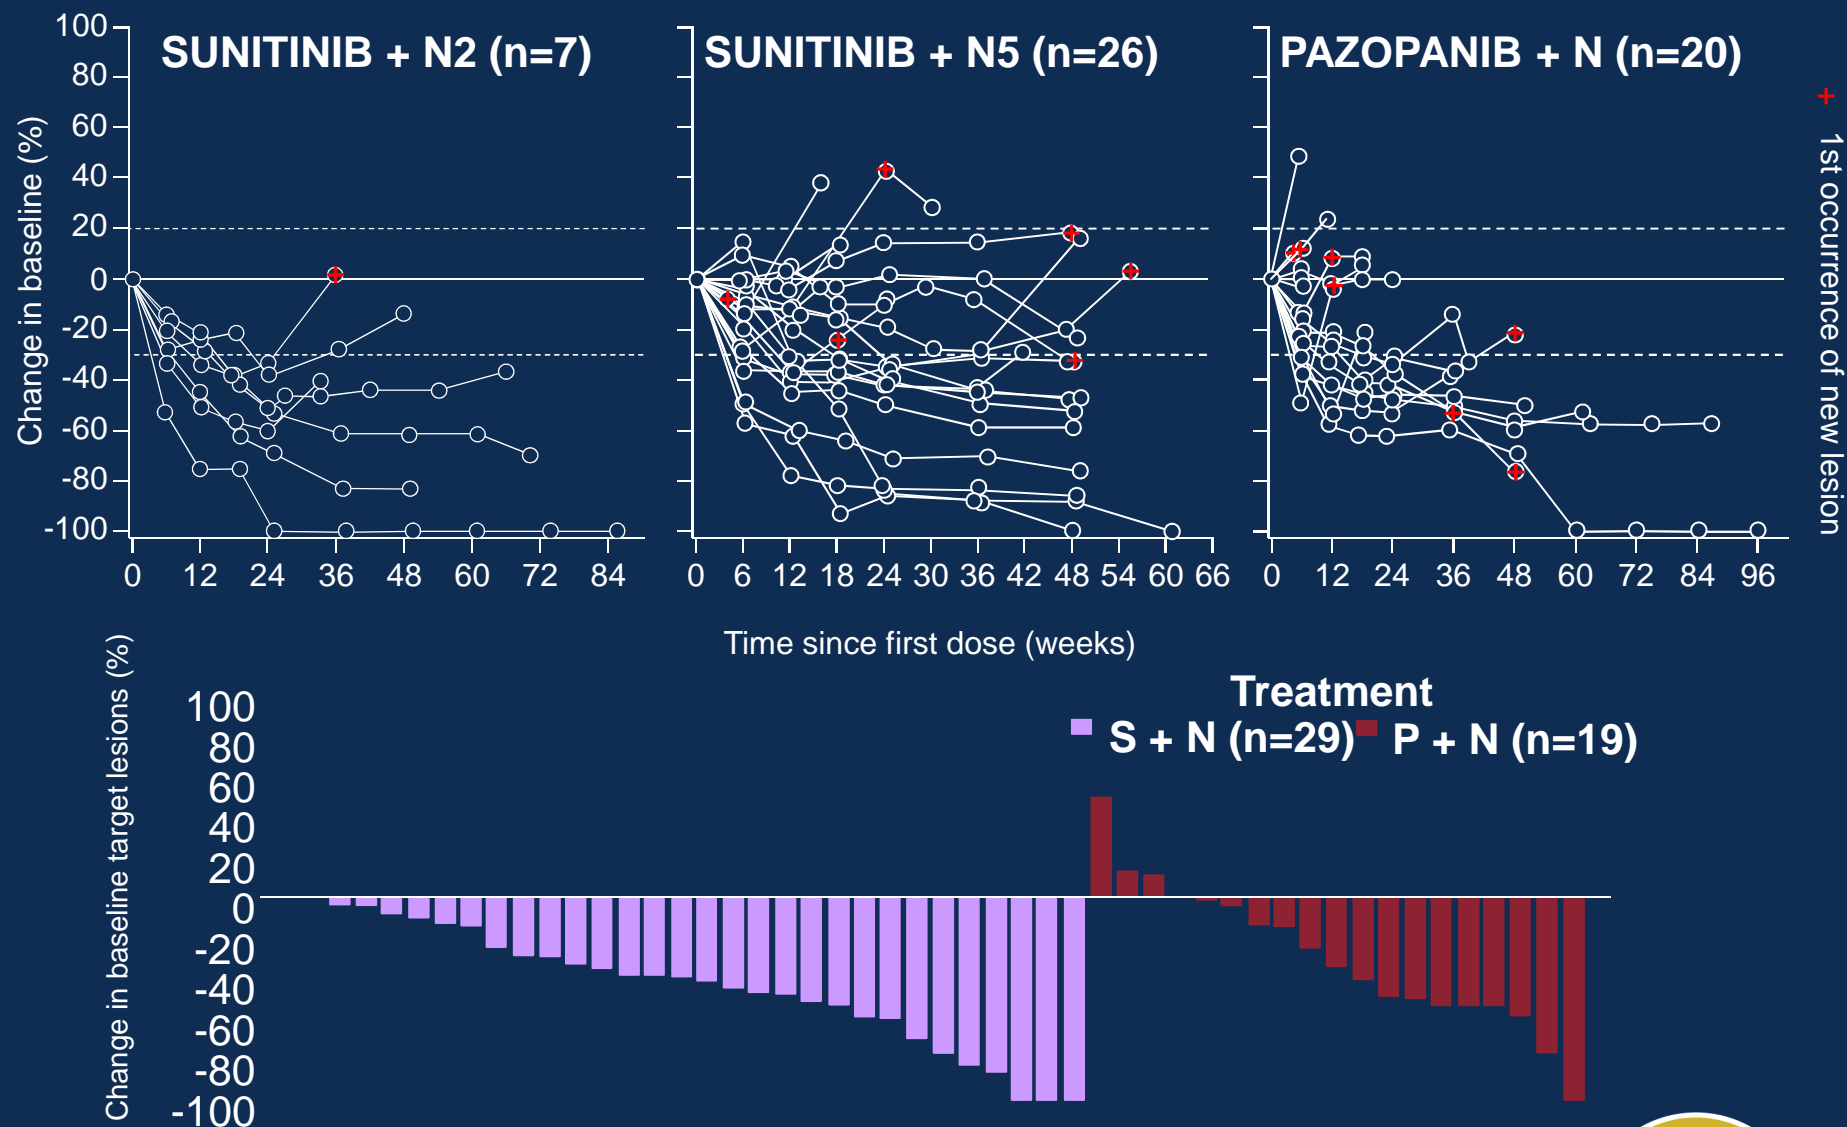 SUNITINIB + N2 (n=7)
SUNITINIB + N5 (n=26)
PAZOPANIB + N (n=20)
Change in baseline (%)
100
80
60
40
20
0
-20
-40
-60
-80
-100
0 12 24 36 48 60 72 84
0 6 12 18 24 30 36 42 48 54 60 66
0 12 24 36 48 60 72 84 96
+ 1st occurrence of new lesion
Time since first dose (weeks)
Treatment
S + N (n=29) P + N (n=19)
Change in baseline target lesions (%)
100
80
60
40
20
0
-20
-40
-60
-80
-100